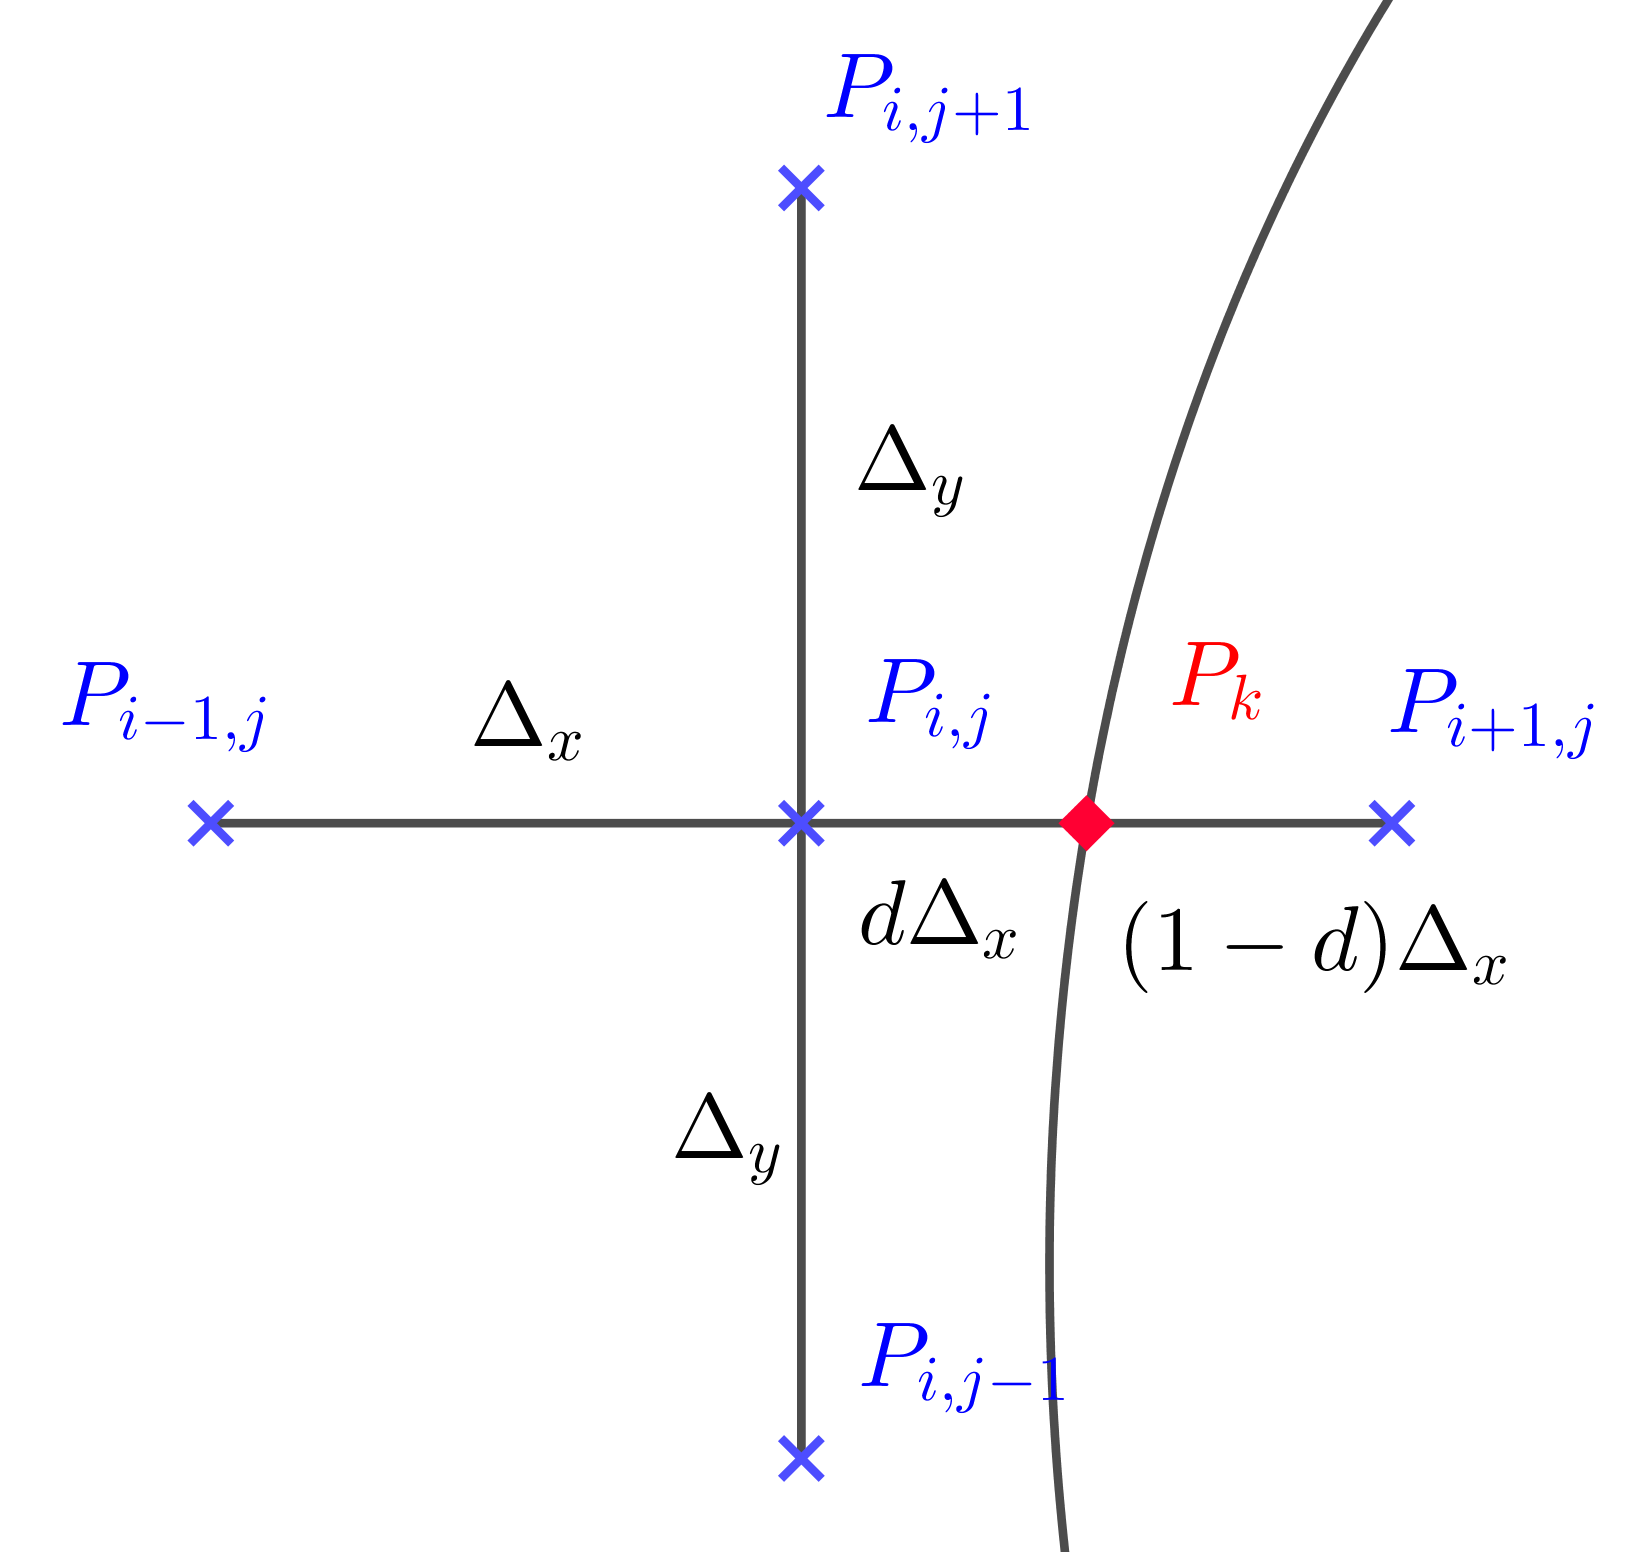 P_{i,j+1}
Δ_y
P_{i-1,j} Δ_x P_{i,j} P_k P_{i+1,j}
dΔ_x (1 − d)Δ_x
Δ_y
P_{i,j-1}